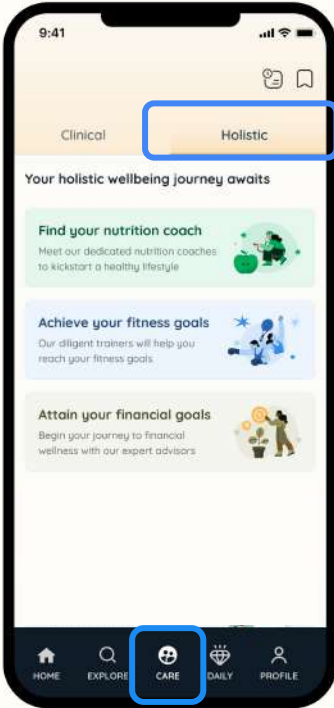 9:41
Clinical
Holistic
Your holistic wellbeing journey awaits
Find your nutrition coach
Meet our dedicated nutrition coaches
to kickstart a healthy lifestyle
Achieve your fitness goals
Our diligent trainers will help you
reach your fitness goals
Attain your financial goals
Begin your journey to financial
wellness with our expert advisors
HOME
EXPLORE
CARE
DAILY
PROFILE